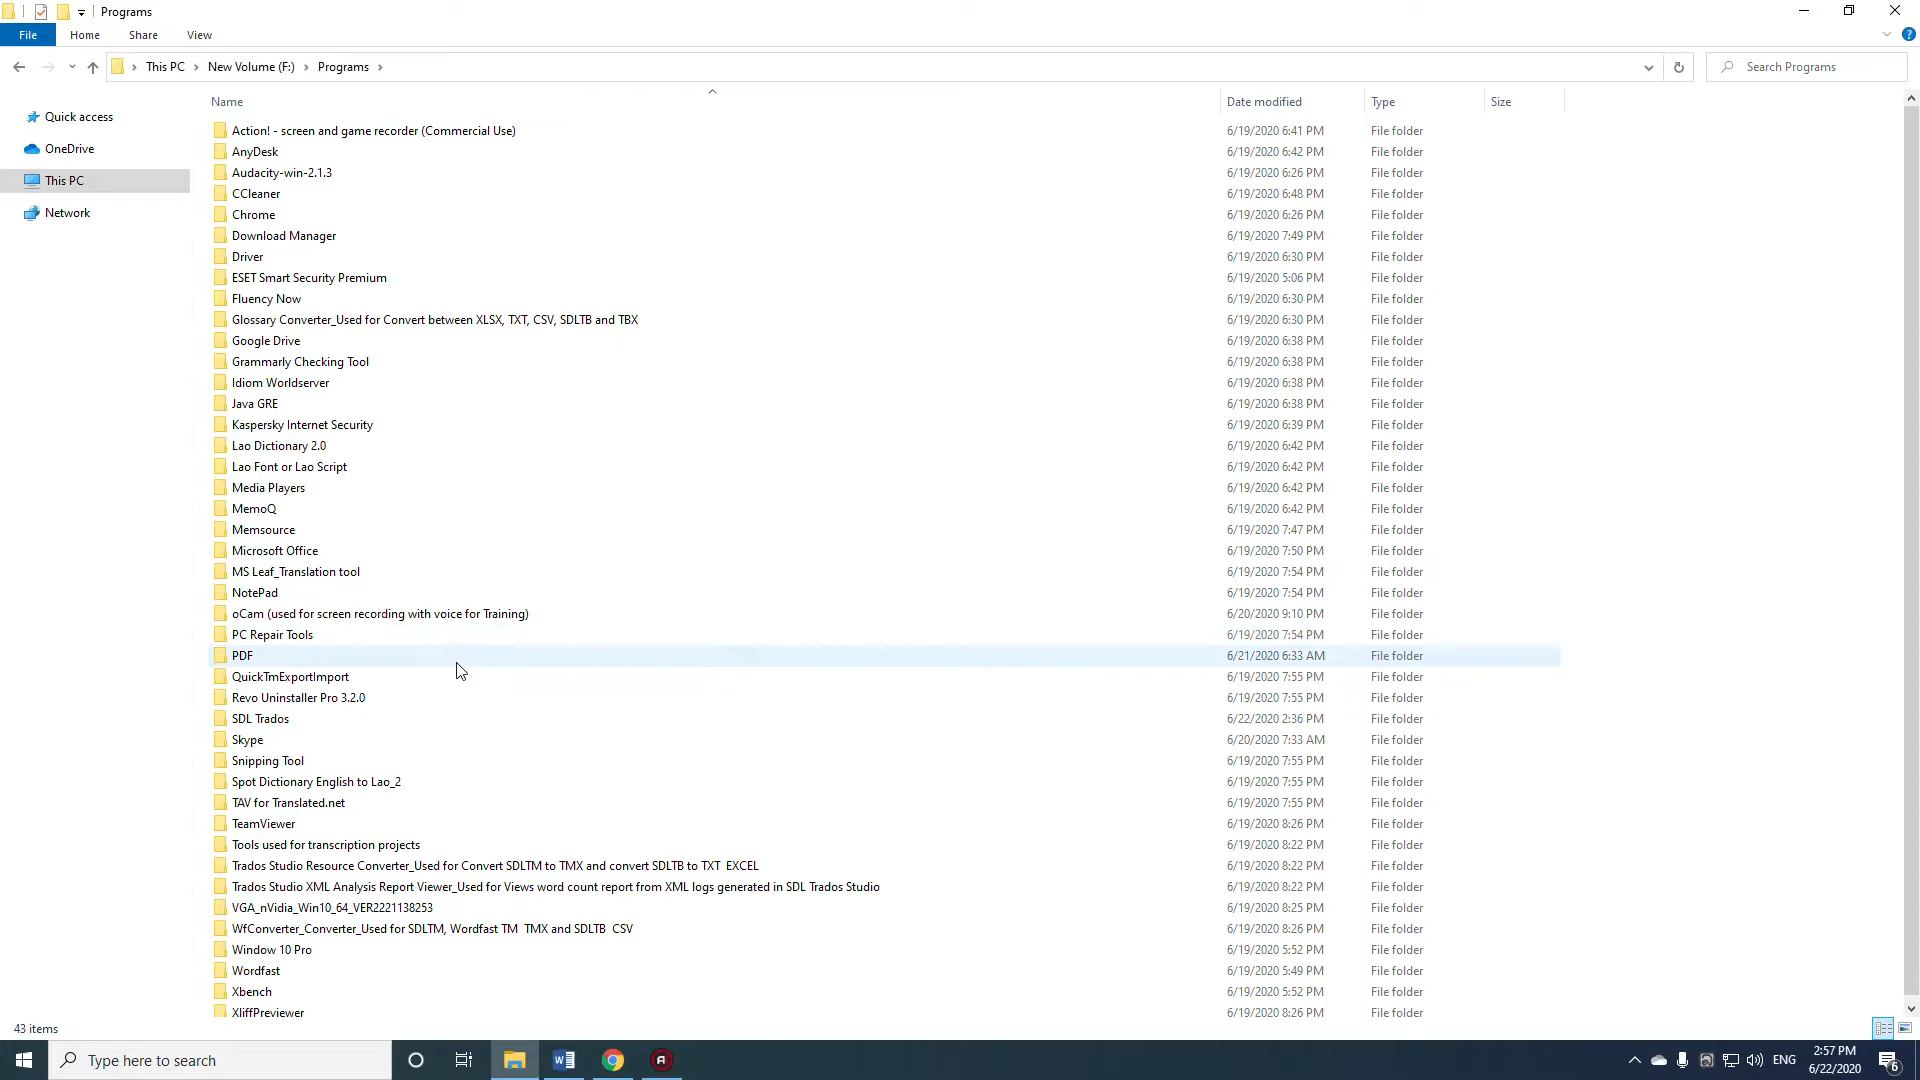 Programs
File Home Share View
This PC New Volume (F:) Programs Search Programs
Name Date modified Type Size
Quick access
OneDrive
This PC
Network
Action! - screen and game recorder (Commercial Use) 6/19/2020 6:41 PM File folder
AnyDesk 6/19/2020 6:42 PM File folder
Audacity-win-2.1.3 6/19/2020 6:26 PM File folder
CCleaner 6/19/2020 6:48 PM File folder
Chrome 6/19/2020 6:26 PM File folder
Download Manager 6/19/2020 7:49 PM File folder
Driver 6/19/2020 6:30 PM File folder
ESET Smart Security Premium 6/19/2020 5:06 PM File folder
Fluency Now 6/19/2020 6:30 PM File folder
Glossary Converter_Used for Convert between XLSX, TXT, CSV, SDLTB and TBX 6/19/2020 6:30 PM File folder
Google Drive 6/19/2020 6:38 PM File folder
Grammarly Checking Tool 6/19/2020 6:38 PM File folder
Idiom Worldserver 6/19/2020 6:38 PM File folder
Java GRE 6/19/2020 6:38 PM File folder
Kaspersky Internet Security 6/19/2020 6:39 PM File folder
Lao Dictionary 2.0 6/19/2020 6:42 PM File folder
Lao Font or Lao Script 6/19/2020 6:42 PM File folder
Media Players 6/19/2020 6:42 PM File folder
MemoQ 6/19/2020 6:42 PM File folder
Memsource 6/19/2020 7:47 PM File folder
Microsoft Office 6/19/2020 7:50 PM File folder
MS Leaf_Translation tool 6/19/2020 7:54 PM File folder
NotePad 6/19/2020 7:54 PM File folder
oCam (used for screen recording with voice for Training) 6/20/2020 9:10 PM File folder
PC Repair Tools 6/19/2020 7:54 PM File folder
PDF 6/21/2020 6:33 AM File folder
QuickTmExportImport 6/19/2020 7:55 PM File folder
Revo Uninstaller Pro 3.2.0 6/19/2020 7:55 PM File folder
SDL Trados 6/22/2020 2:36 PM File folder
Skype 6/20/2020 7:33 AM File folder
Snipping Tool 6/19/2020 7:55 PM File folder
Spot Dictionary English to Lao_2 6/19/2020 7:55 PM File folder
TAV for Translated.net 6/19/2020 7:55 PM File folder
TeamViewer 6/19/2020 8:26 PM File folder
Tools used for transcription projects 6/19/2020 8:22 PM File folder
Trados Studio Resource Converter_Used for Convert SDLTM to TMX and convert SDLTB to TXT EXCEL 6/19/2020 8:22 PM File folder
Trados Studio XML Analysis Report Viewer_Used for Views word count report from XML logs generated in SDL Trados Studio 6/19/2020 8:22 PM File folder
VGA_nVidia_Win10_64_VER2221138253 6/19/2020 8:25 PM File folder
WfConverter_Converter_Used for SDLTM, Wordfast TM TMX and SDLTB CSV 6/19/2020 8:26 PM File folder
Window 10 Pro 6/19/2020 5:52 PM File folder
Wordfast 6/19/2020 5:49 PM File folder
Xbench 6/19/2020 5:52 PM File folder
XliffPreviewer 6/19/2020 8:26 PM File folder
43 items
Type here to search ENG 2:57 PM
6/22/2020 6